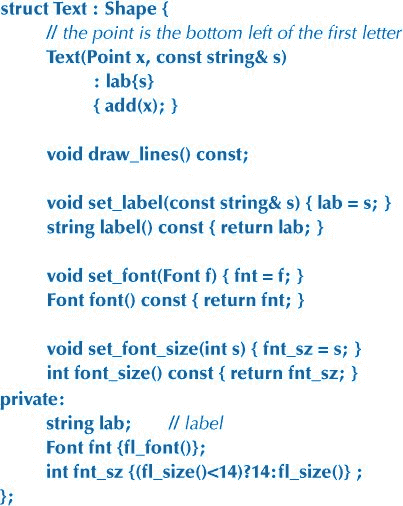 struct Text : Shape {
// the point is the bottom left of the first letter
Text(Point x, const string& s)
: lab{s}
{ add(x); }
void draw_lines() const;
void set_label(const string& s) { lab = s; }
string label() const { return lab; }
void set_font(Font f) { fnt = f; }
Font font() const { return fnt; }
void set_font_size(int s) { fnt_sz = s; }
int font_size() const { return fnt_sz; }
private:
string lab; // label
Font fnt {fl_font()};
int fnt_sz {(fl_size()<14)?14:fl_size()} ;
};